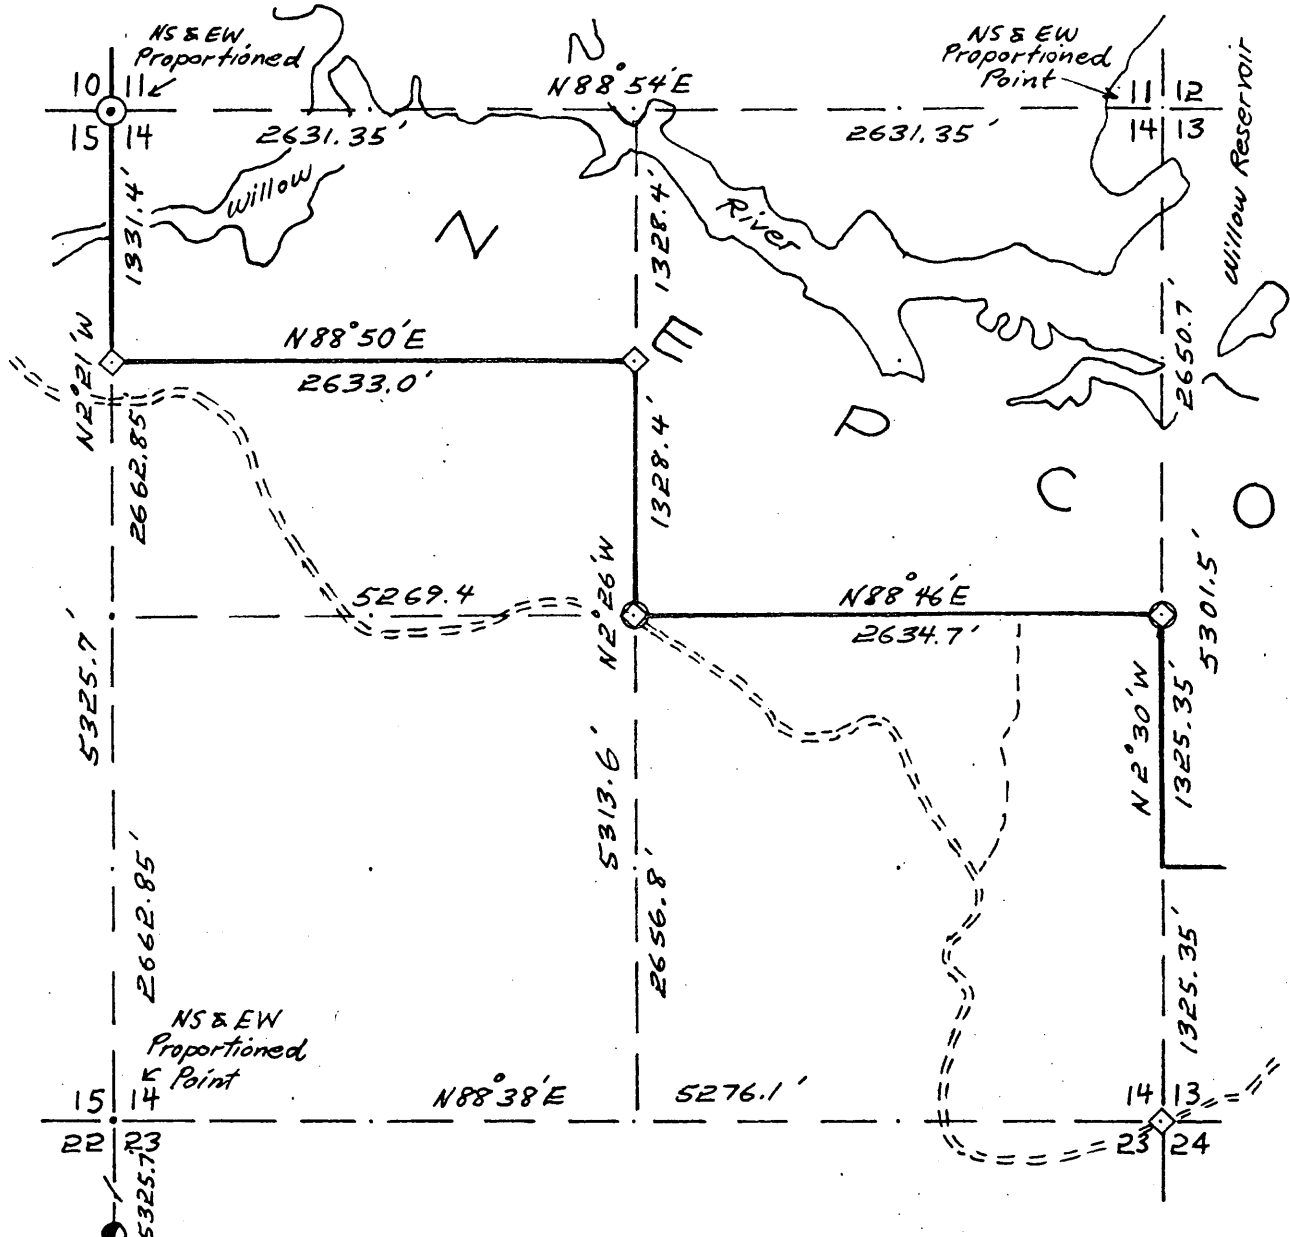 NS & EW
Proportioned
10 11
15 14
N88°54'E
2631.35'
2631.35'
NS & EW
Proportioned
Point
11 12
14 13
Willow Reservoir
Willow
River
N
N
E
P
C
O
1331.4'
1328.4'
N88°50'E
2633.0'
N2°21'W
2662.85'
1328.4'
2650.7'
5269.4
N2°26'W
N88°46'E
2634.7'
5301.5'
5325.7'
N2°30'W
1325.35'
5313.6'
2662.85'
2656.8'
1325.35'
NS & EW
Proportioned
Point
15 14
22 23
N88°38'E
5276.1'
14 13
23 24
5325.7'